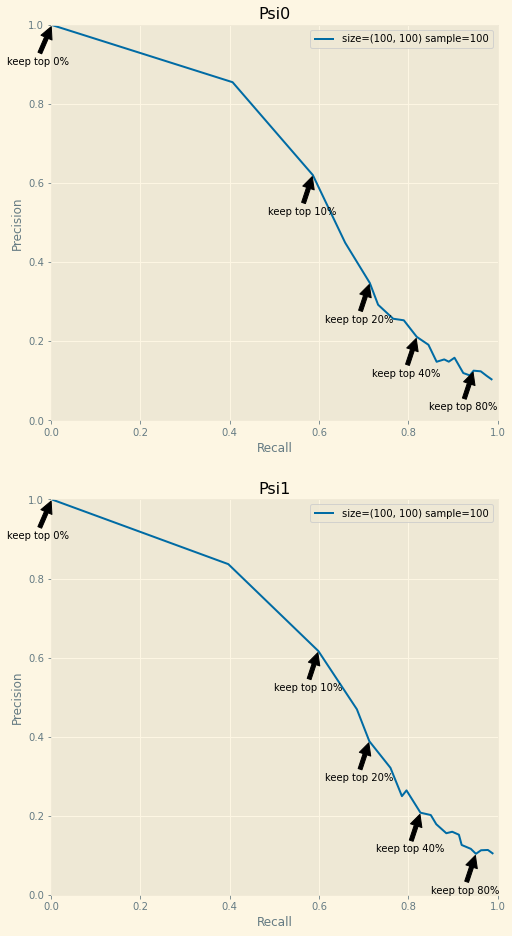 Psi0
1.0
size=(100, 100) sample=100
keep top 0%
0.8
0.6
keep top 10%
Precision
0.4
keep top 20%
0.2
keep top 40%
keep top 80%
0.0
0.0 0.2 0.4 0.6 0.8 1.0
Recall
Psi1
1.0
size=(100, 100) sample=100
keep top 0%
0.8
0.6
keep top 10%
Precision
0.4
keep top 20%
0.2
keep top 40%
keep top 80%
0.0
0.0 0.2 0.4 0.6 0.8 1.0
Recall